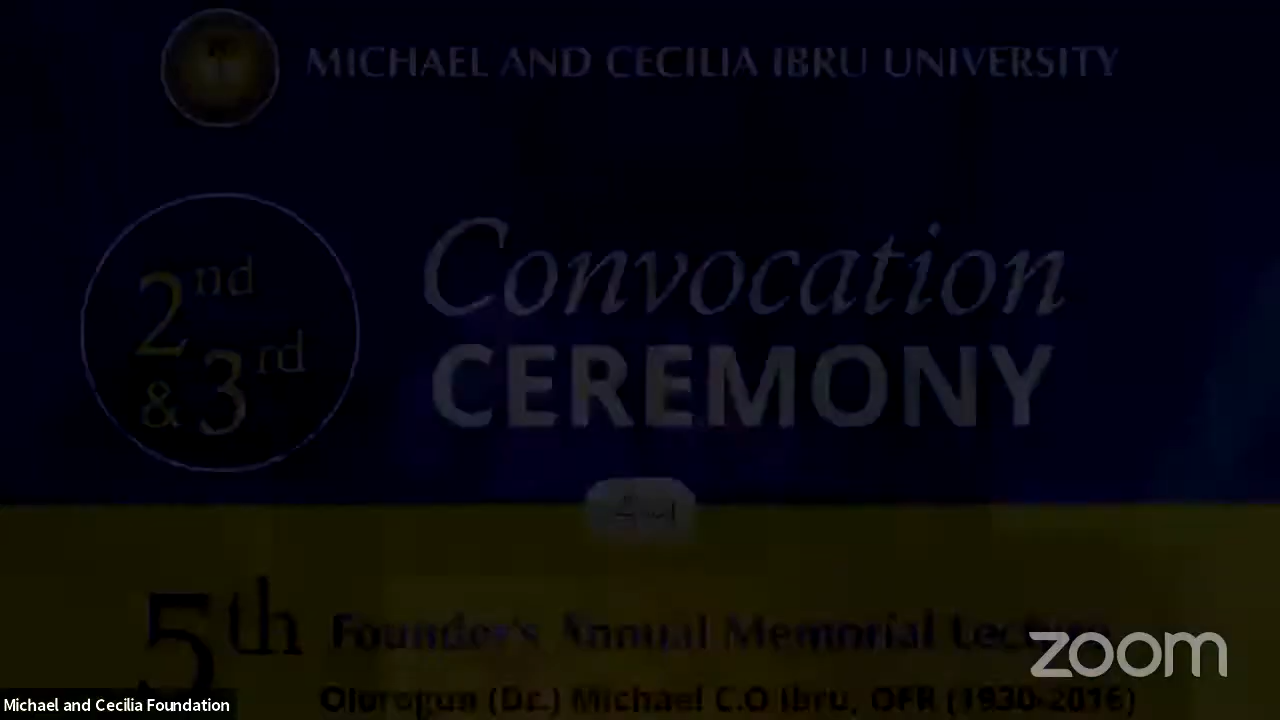 MICHAEL AND CECILIA IBRU UNIVERSITY
2nd
& 3rd
Convocation
CEREMONY
And
5th
Founder's Annual Memorial Lecture
Olorogun (Dr.) Michael C.O Ibru, OFR (1930-2016)
zoom
Michael and Cecilia Foundation